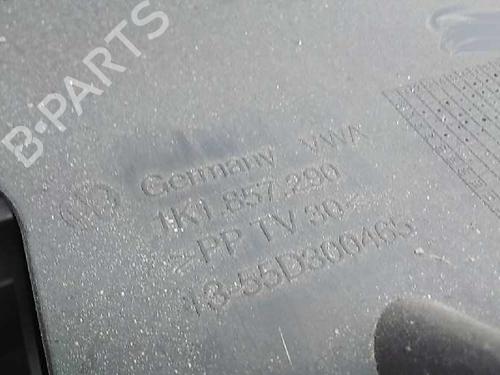 B-PARTS
Germany VWA
1K1.857.290
>PP TV 30<
13-55D300465